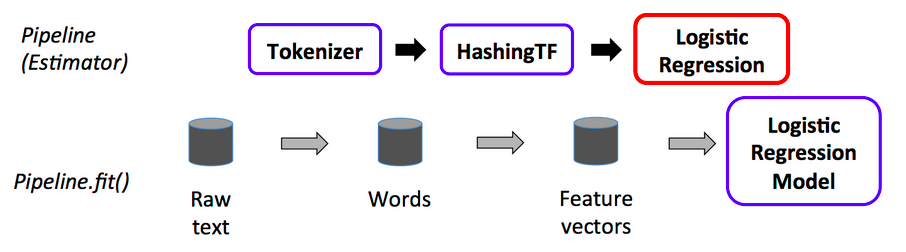 Pipeline
(Estimator)
Tokenizer
HashingTF
Logistic
Regression
Pipeline.fit()
Raw
text
Words
Feature
vectors
Logistic
Regression
Model